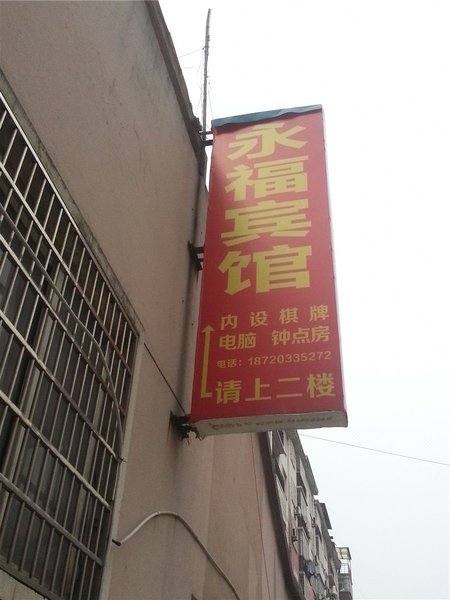 永福宾馆
内设棋牌
电脑 钟点房
电话：18720335272
请上二楼